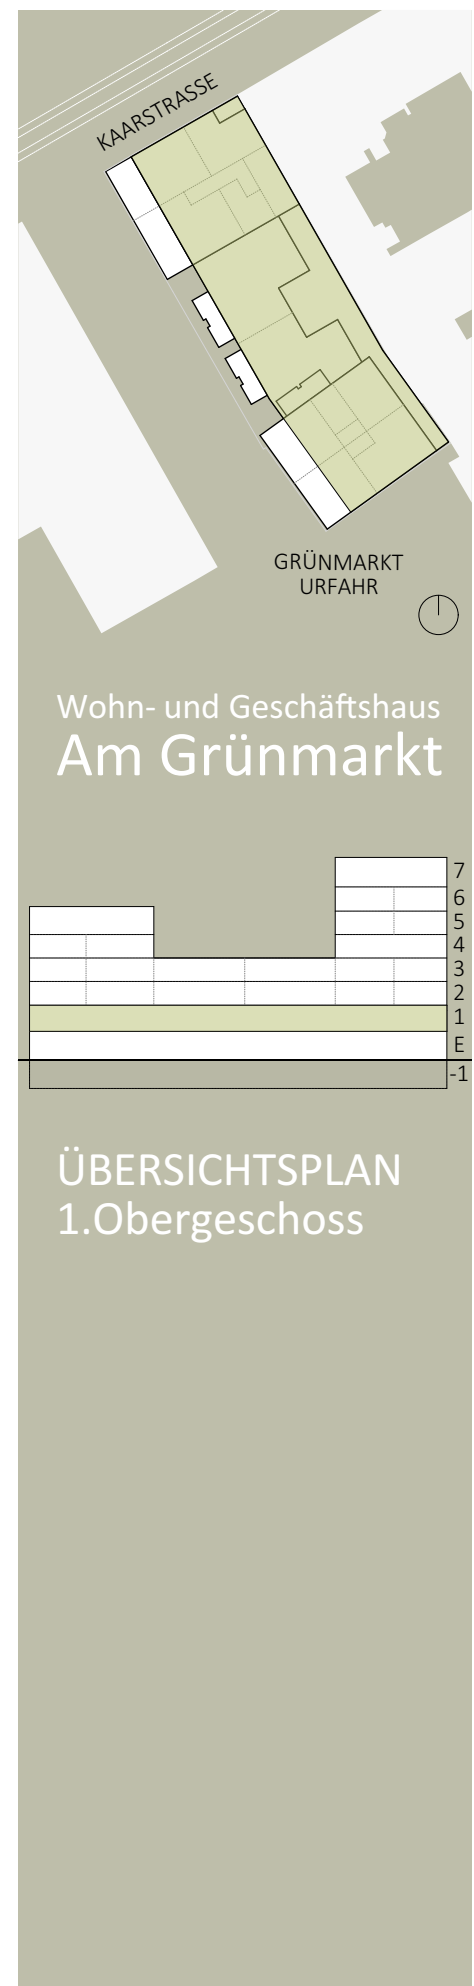 KAARSTRASSE
GRÜNMARKT
URFAHR
Wohn- und Geschäftshaus
Am Grünmarkt
7
6
5
4
3
2
1
E
-1
ÜBERSICHTSPLAN
1.Obergeschoss